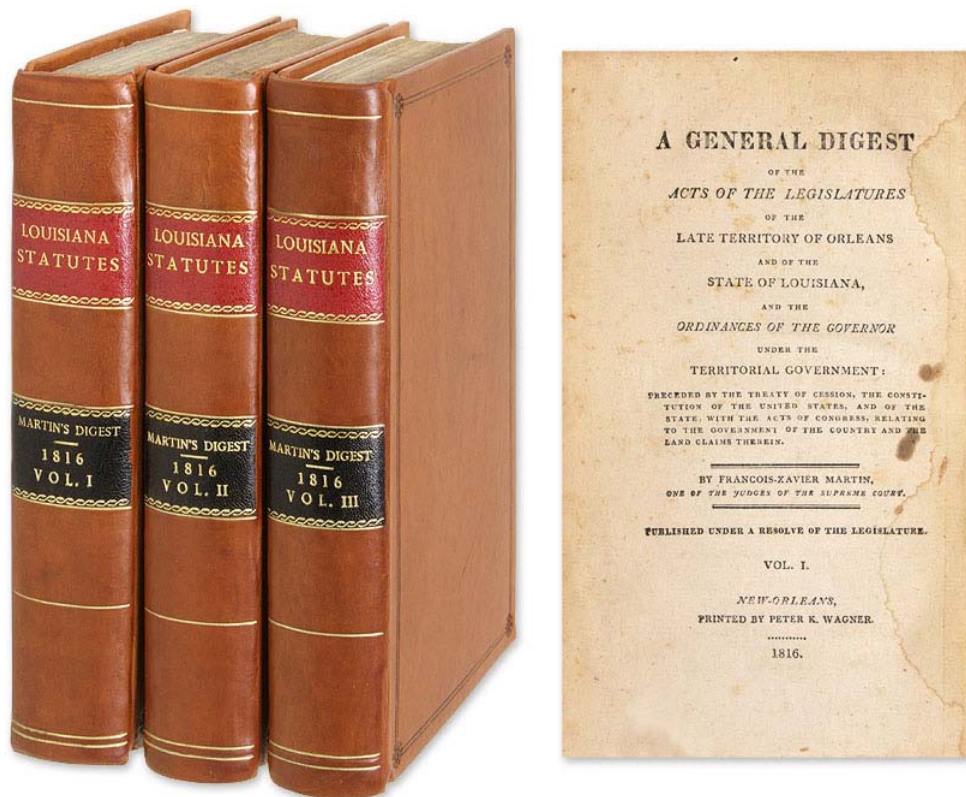 LOUISIANA
STATUTES
MARTIN'S DIGEST
1816
VOL. I
LOUISIANA
STATUTES
MARTIN'S DIGEST
1816
VOL. II
LOUISIANA
STATUTES
MARTIN'S DIGEST
1816
VOL. III
A GENERAL DIGEST
OF THE
ACTS OF THE LEGISLATURES
OF THE
LATE TERRITORY OF ORLEANS
AND OF THE
STATE OF LOUISIANA,
AND THE
ORDINANCES OF THE GOVERNOR
UNDER THE
TERRITORIAL GOVERNMENT:
PRECEDED BY THE TREATY OF CESSION, THE CONSTI-
TUTION OF THE UNITED STATES, AND OF THE
STATE, WITH THE ACTS OF CONGRESS, RELATING
TO THE GOVERNMENT OF THE COUNTRY AND THE
LAND CLAIMS THEREIN.
BY FRANCOIS-XAVIER MARTIN,
ONE OF THE JUDGES OF THE SUPREME COURT.
PUBLISHED UNDER A RESOLVE OF THE LEGISLATURE.
VOL. I.
NEW-ORLEANS,
PRINTED BY PETER K. WAGNER.
...........
1816.